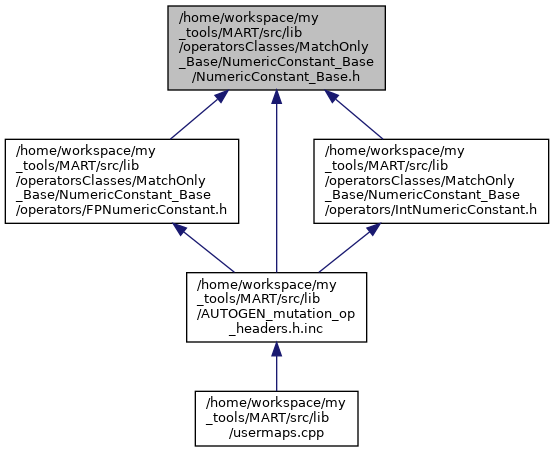 /home/workspace/my
_tools/MART/src/lib
/operatorsClasses/MatchOnly
_Base/NumericConstant_Base
/NumericConstant_Base.h
/home/workspace/my
_tools/MART/src/lib
/operatorsClasses/MatchOnly
_Base/NumericConstant_Base
/operators/FPNumericConstant.h
/home/workspace/my
_tools/MART/src/lib
/operatorsClasses/MatchOnly
_Base/NumericConstant_Base
/operators/IntNumericConstant.h
/home/workspace/my
_tools/MART/src/lib
/AUTOGEN_mutation_op
_headers.h.inc
/home/workspace/my
_tools/MART/src/lib
/usermaps.cpp